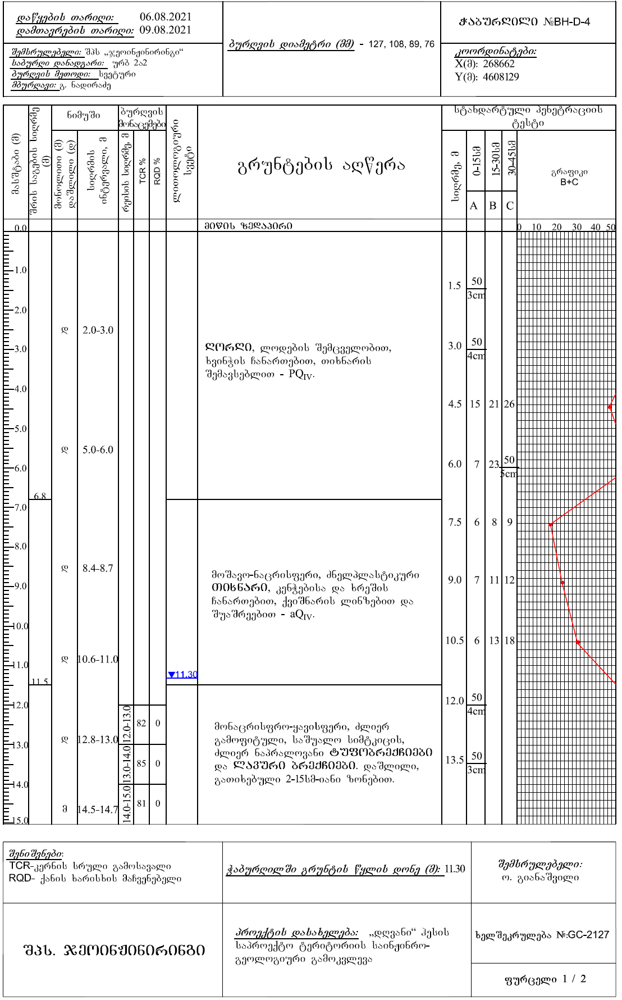 დაწყების თარიღი: 06.08.2021
დამთავრების თარიღი: 09.08.2021
ბურღვის დიამეტრი (მმ) - 127, 108, 89, 76
ჭაბურღილი №BH-D-4
შემსრულებელი: შპს „ჯეოინჟინირინგი“
საბურღი დანადგარი: ურბ 2ა2
ბურღვის მეთოდი: სვეტური
მბურღავი: გ. ნადირაძე
კოორდინატები:
X(მ): 268662
Y(მ): 4608129
მასშტაბი (მ)
შრის საგების სიღრმე (მ)
ნიმუში
მონოლითი (მ)
დაშლილი (დ)
სიღრმის ინტერვალი, მ
ბურღვის მონაცემები
რეისის სიღრმე, მ
TCR %
RQD %
ლითოლოგიური სვეტი
გრუნტების აღწერა
სტანდარტული პენეტრაციის
ტესტი
სიღრმე, მ
0-15სმ
15-30სმ
30-45სმ
A B C
გრაფიკი
B+C
0.0
მიწის ზედაპირი
0 10 20 30 40 50
1.0
1.5 50
3cm
2.0
დ 2.0-3.0
3.0
3.0 50
4cm
ღორღი, ლოდების შემცველობით,
ხვინჭის ჩანართებით, თიხნარის
შემავსებლით - PQIV.
4.0
4.5 15 21 26
5.0
დ 5.0-6.0
6.0
6.0 7 23 50
5cm
6.8
7.0
7.5 6 8 9
8.0
დ 8.4-8.7
9.0
9.0 7 11 12
მოშავო-ნაცრისფერი, ძნელპლასტიკური
თიხნარი, კენჭებისა და ხრეშის
ჩანართებით, ქვიშნარის ლინზებით და
შუაშრეებით - aQIV.
10.0
10.5 6 13 18
დ 10.6-11.0
11.0
▼11.30
11.5
12.0
12.0 50
4cm
12.0-13.0 82 0
დ 12.8-13.0
13.0
13.0-14.0 85 0
13.5 50
3cm
მონაცრისფრო-ყავისფერი, ძლიერ
გამოფიტული, საშუალო სიმტკიცის,
ძლიერ ნაპრალოვანი ტუფობრექჩიები
და ლავური ბრექჩიები. დაშლილი,
გათიხებული 2-15სმ-იანი ზონებით.
14.0
14.0-15.0 81 0
მ 14.5-14.7
15.0
შენიშვნები:
TCR-კერნის სრული გამოსავალი
RQD- ქანის ხარისხის მაჩვენებელი
ჭაბურღილში გრუნტის წყლის დონე (მ): 11.30
შემსრულებელი:
ო. გიანაშვილი
შპს. ჯეოინჟინირინგი
პროექტის დასახელება: „დღვანი“ ჰესის
საპროექტო ტერიტორიის საინჟინრო-
გეოლოგიური გამოკვლევა
ხელშეკრულება №:GC-2127
ფურცელი 1 / 2